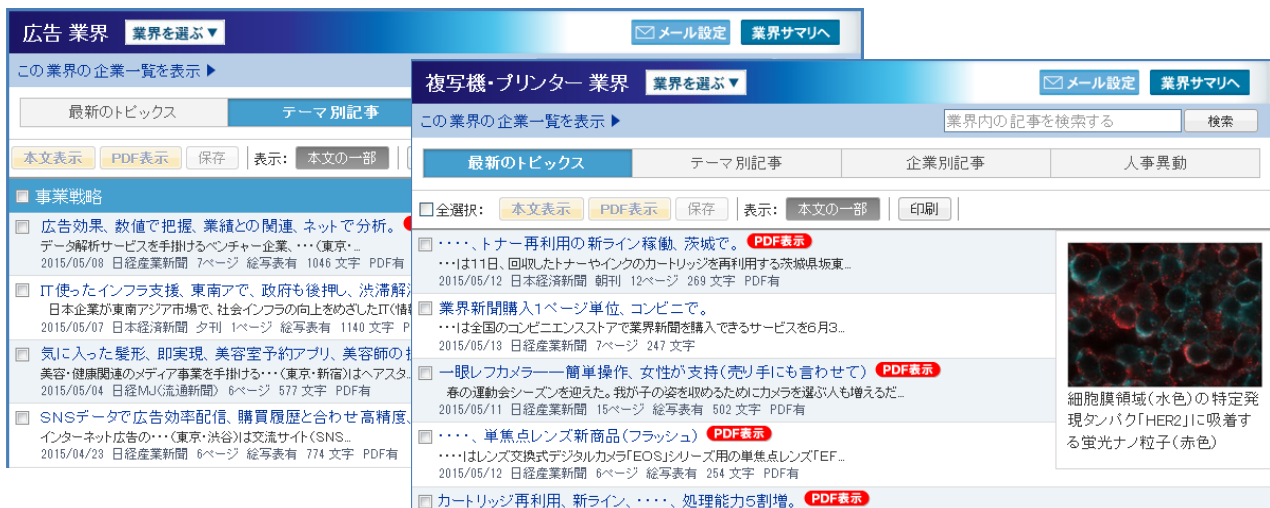 広告 業界
業界を選ぶ▼
メール設定
業界サマリへ
この業界の企業一覧を表示▶
最新のトピックス
テーマ別記事
本文表示
PDF表示
保存
表示:
本文の一部
事業戦略
広告効果、数値で把握、業績との関連、ネットで分析。
データ解析サービスを手掛けるベンチャー企業、・・・(東京・...
2015/05/08 日経産業新聞 7ページ 絵写表有 1046 文字 PDF有
IT使ったインフラ支援、東南アで、政府も後押し、渋滞解
日本企業が東南アジア市場で、社会インフラの向上をめざしたIT(情
2015/05/07 日本経済新聞 夕刊 1ページ 絵写表有 1140 文字 P
気に入った髪形、即実現、美容室予約アプリ、美容師の
美容・健康関連のメディア事業を手掛ける・・・(東京・新宿)はヘアスタ
2015/05/04 日経MJ(流通新聞) 6ページ 577 文字 PDF有
SNSデータで広告効率配信、購買履歴と合わせ高精度、
インターネット広告の・・・(東京・渋谷)は交流サイト(SNS...
2015/04/23 日経産業新聞 6ページ 絵写表有 774 文字 PDF有
複写機・プリンター 業界
業界を選ぶ▼
メール設定
業界サマリへ
この業界の企業一覧を表示▶
業界内の記事を検索する
検索
最新のトピックス
テーマ別記事
企業別記事
人事異動
全選択:
本文表示
PDF表示
保存
表示:
本文の一部
印刷
・・・・、トナー再利用の新ライン稼働、茨城で。 PDF表示
・・・は11日、回収したトナーやインクのカートリッジを再利用する茨城県坂東...
2015/05/12 日本経済新聞 朝刊 12ページ 269 文字 PDF有
業界新聞購入1ページ単位、コンビニで。
・・・は全国のコンビニエンスストアで業界新聞を購入できるサービスを6月3...
2015/05/13 日経産業新聞 7ページ 247 文字
一眼レフカメラ――簡単操作、女性が支持(売り手にも言わせて) PDF表示
春の運動会シーズンを迎えた。我が子の姿を収めるためにカメラを選ぶ人も増えるだ...
2015/05/11 日経産業新聞 15ページ 絵写表有 502 文字 PDF有
・・・・、単焦点レンズ新商品(フラッシュ) PDF表示
・・・・はレンズ交換式デジタルカメラ「EOS」シリーズ用の単焦点レンズ「EF...
2015/05/12 日経産業新聞 6ページ 絵写表有 254 文字 PDF有
カートリッジ再利用、新ライン、・・・・、処理能力5割増。 PDF表示
細胞膜領域(水色)の特定発
現タンパク「HER2」に吸着す
る蛍光ナノ粒子(赤色)